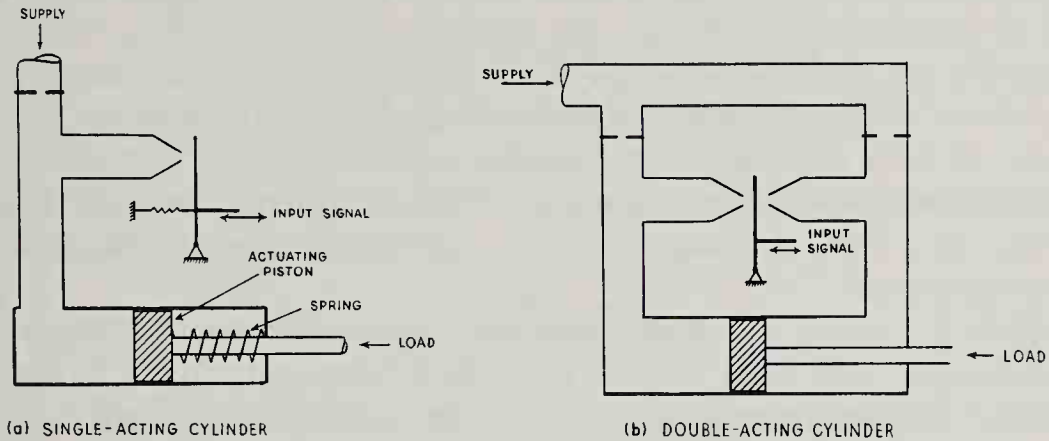 SUPPLY
INPUT SIGNAL
ACTUATING
PISTON
SPRING
LOAD
(a) SINGLE-ACTING CYLINDER
SUPPLY
INPUT
SIGNAL
LOAD
(b) DOUBLE-ACTING CYLINDER